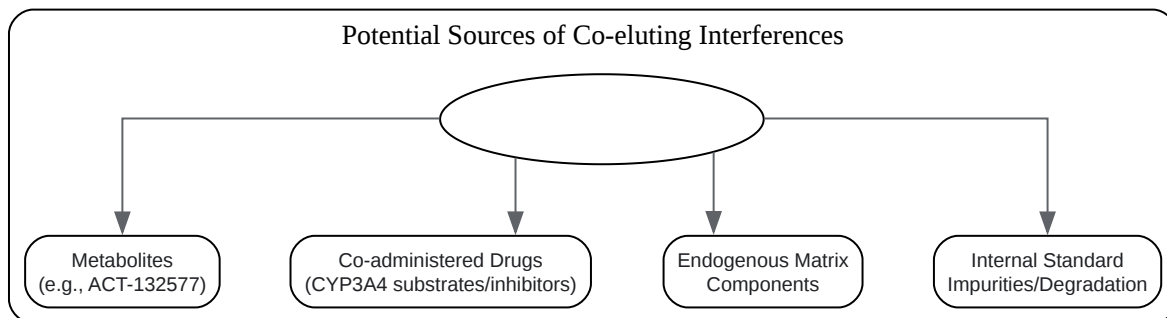 Potential Sources of Co-eluting Interferences
Metabolites
(e.g., ACT-132577)
Co-administered Drugs
(CYP3A4 substrates/inhibitors)
Endogenous Matrix
Components
Internal Standard
Impurities/Degradation